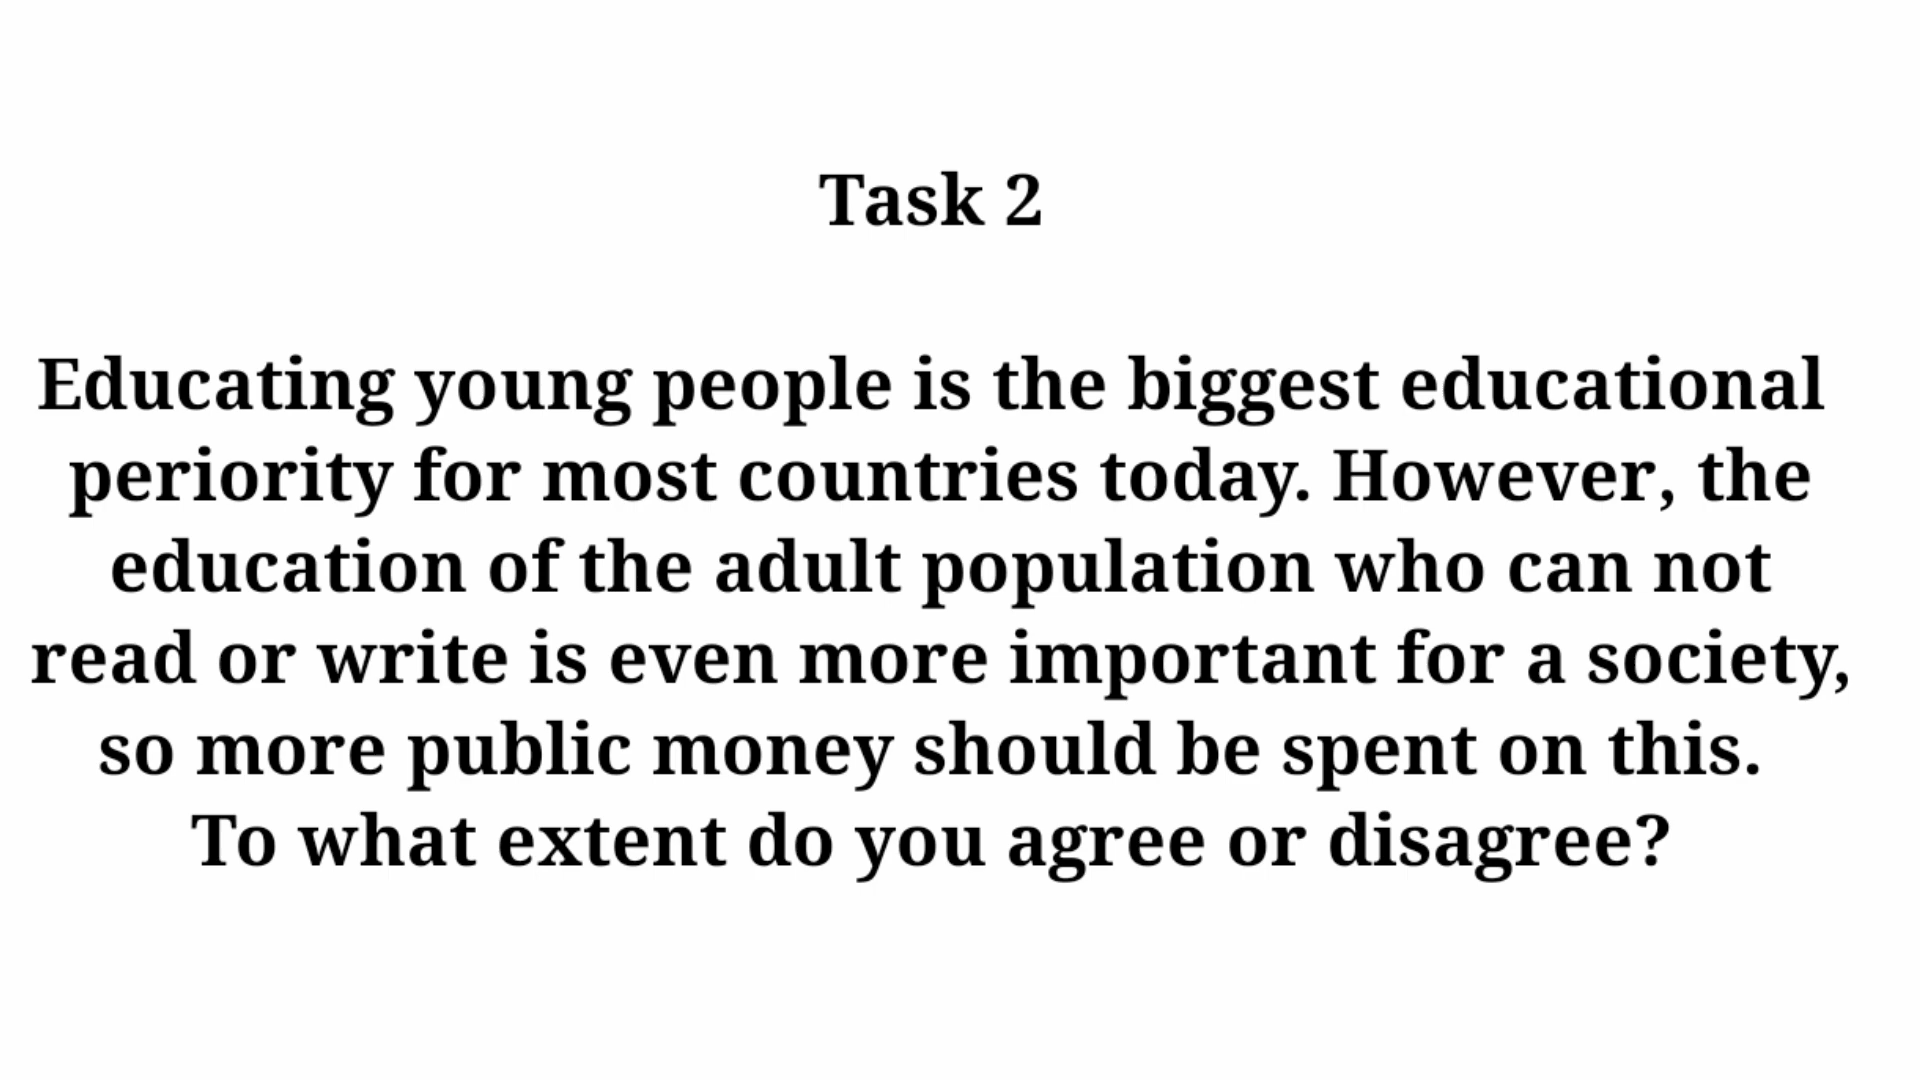 Task 2
Educating young people is the biggest educational
periority for most countries today. However, the
education of the adult population who can not
read or write is even more important for a society,
so more public money should be spent on this.
To what extent do you agree or disagree?